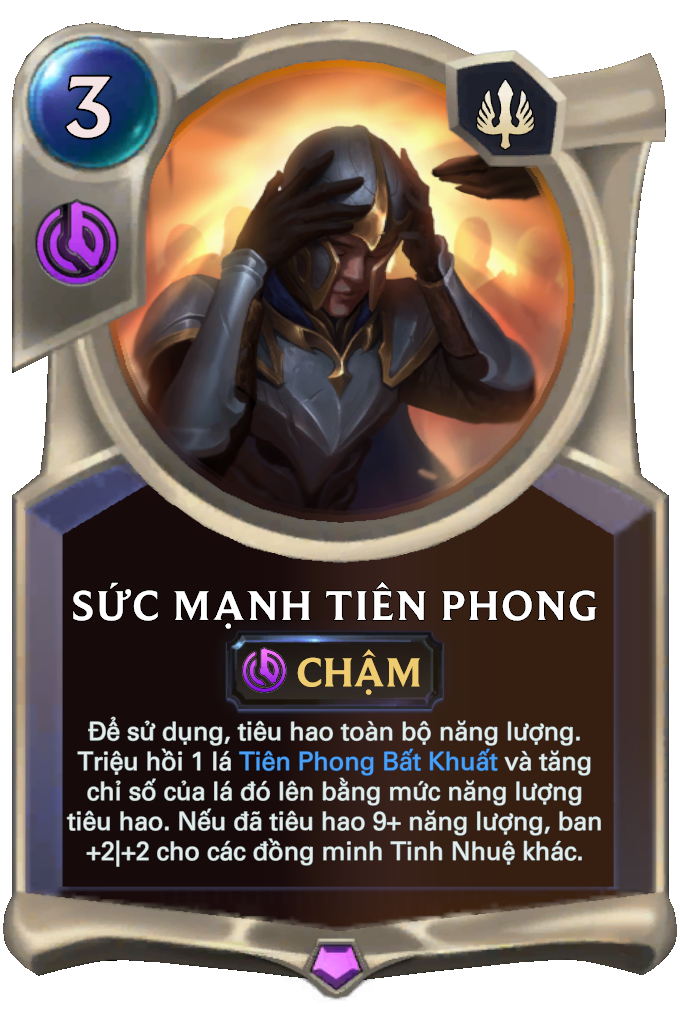 3
SỨC MẠNH TIÊN PHONG
CHẬM
Để sử dụng, tiêu hao toàn bộ năng lượng.
Triệu hồi 1 lá Tiên Phong Bất Khuất và tăng
chỉ số của lá đó lên bằng mức năng lượng
tiêu hao. Nếu đã tiêu hao 9+ năng lượng, ban
+2|+2 cho các đồng minh Tinh Nhuệ khác.